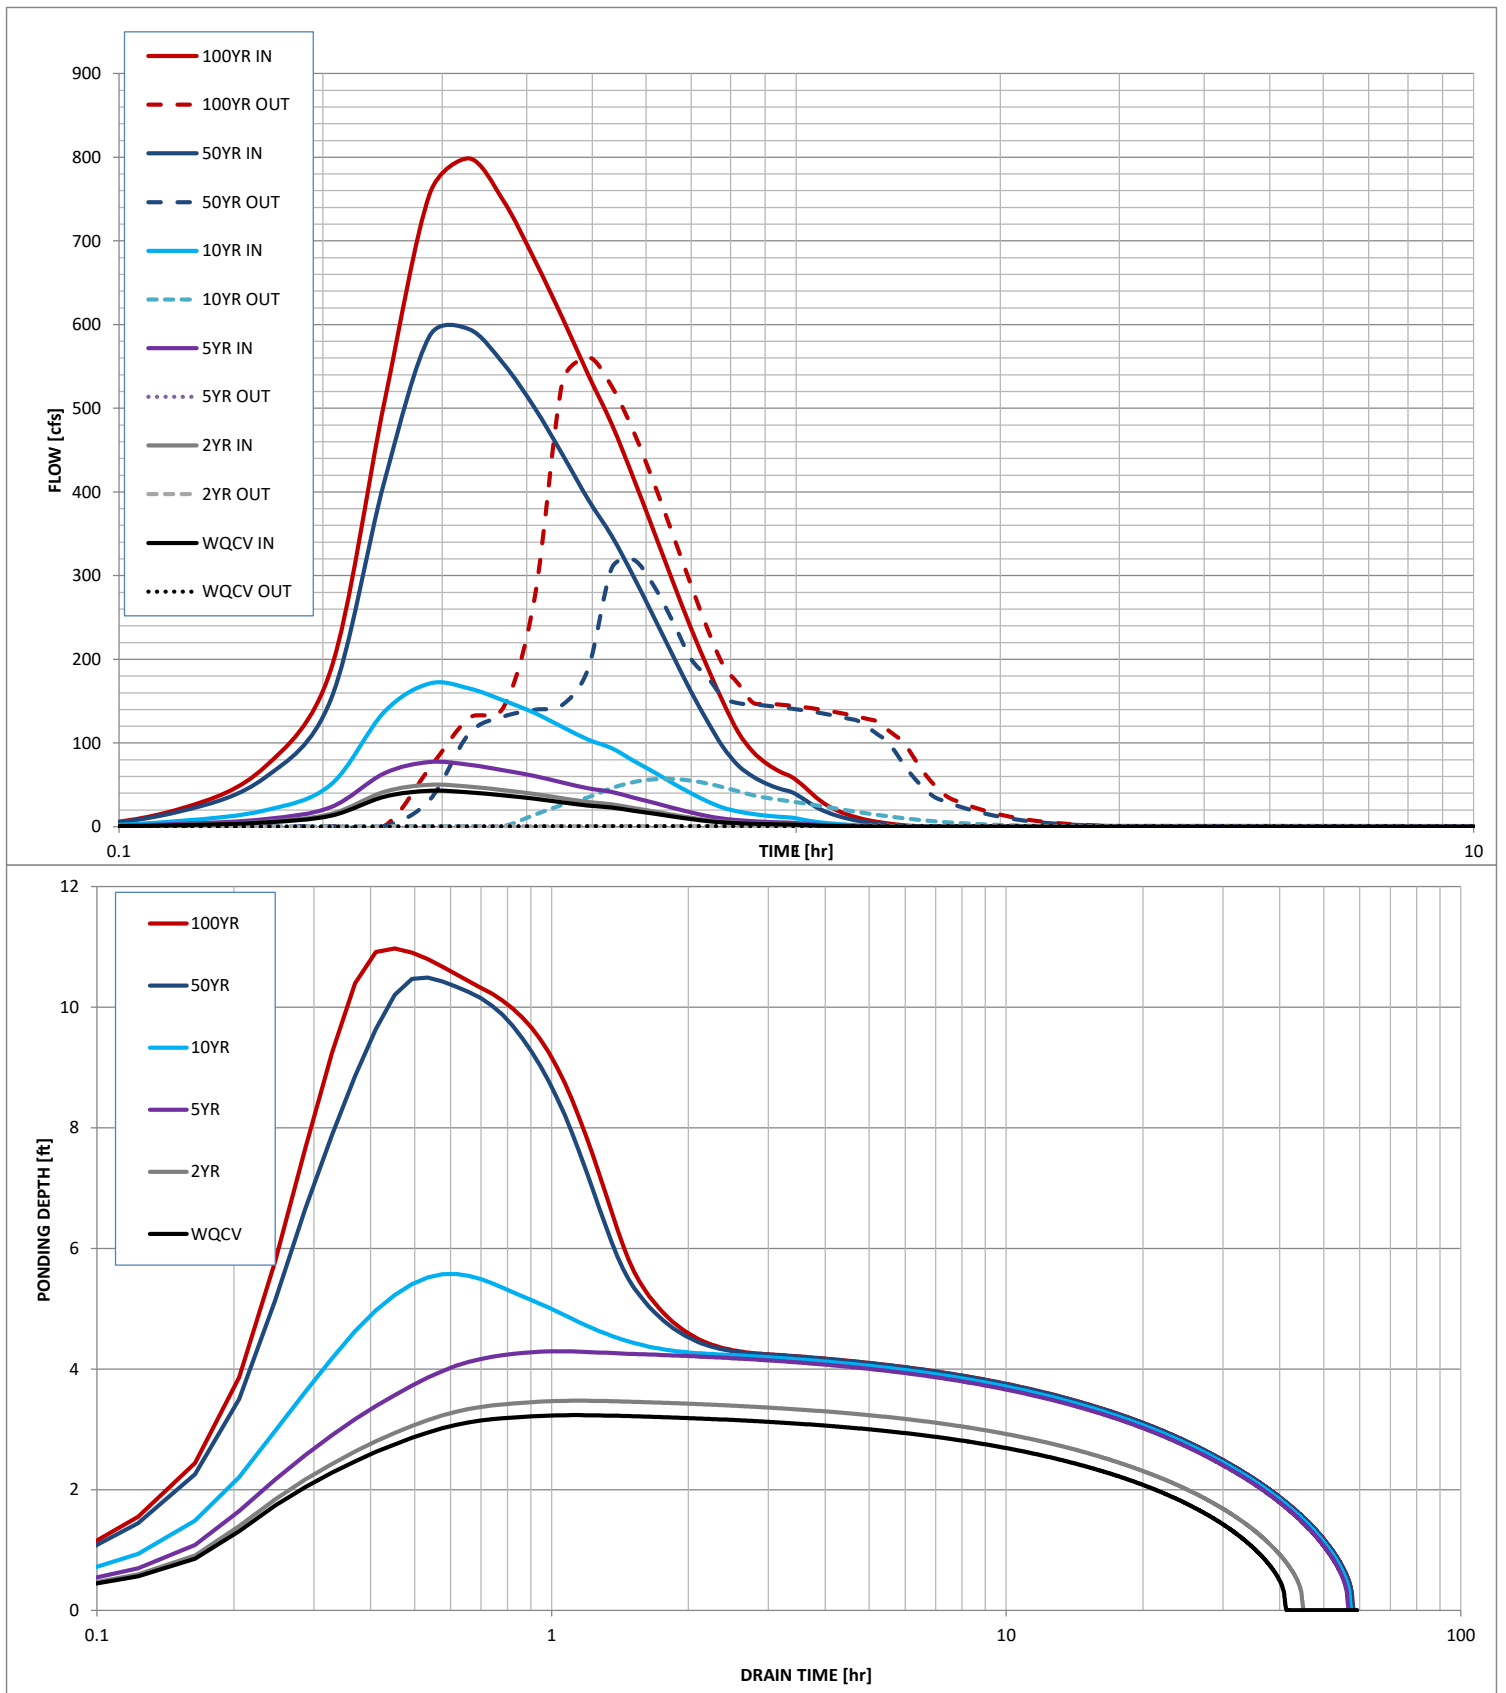 100YR IN
100YR OUT
50YR IN
50YR OUT
10YR IN
10YR OUT
5YR IN
5YR OUT
2YR IN
2YR OUT
WQCV IN
WQCV OUT
900
800
700
600
500
400
300
200
100
0
FLOW [cfs]
0.1
1
10
TIME [hr]
100YR
50YR
10YR
5YR
2YR
WQCV
12
10
8
6
4
2
0
PONDING DEPTH [ft]
0.1
1
10
100
DRAIN TIME [hr]